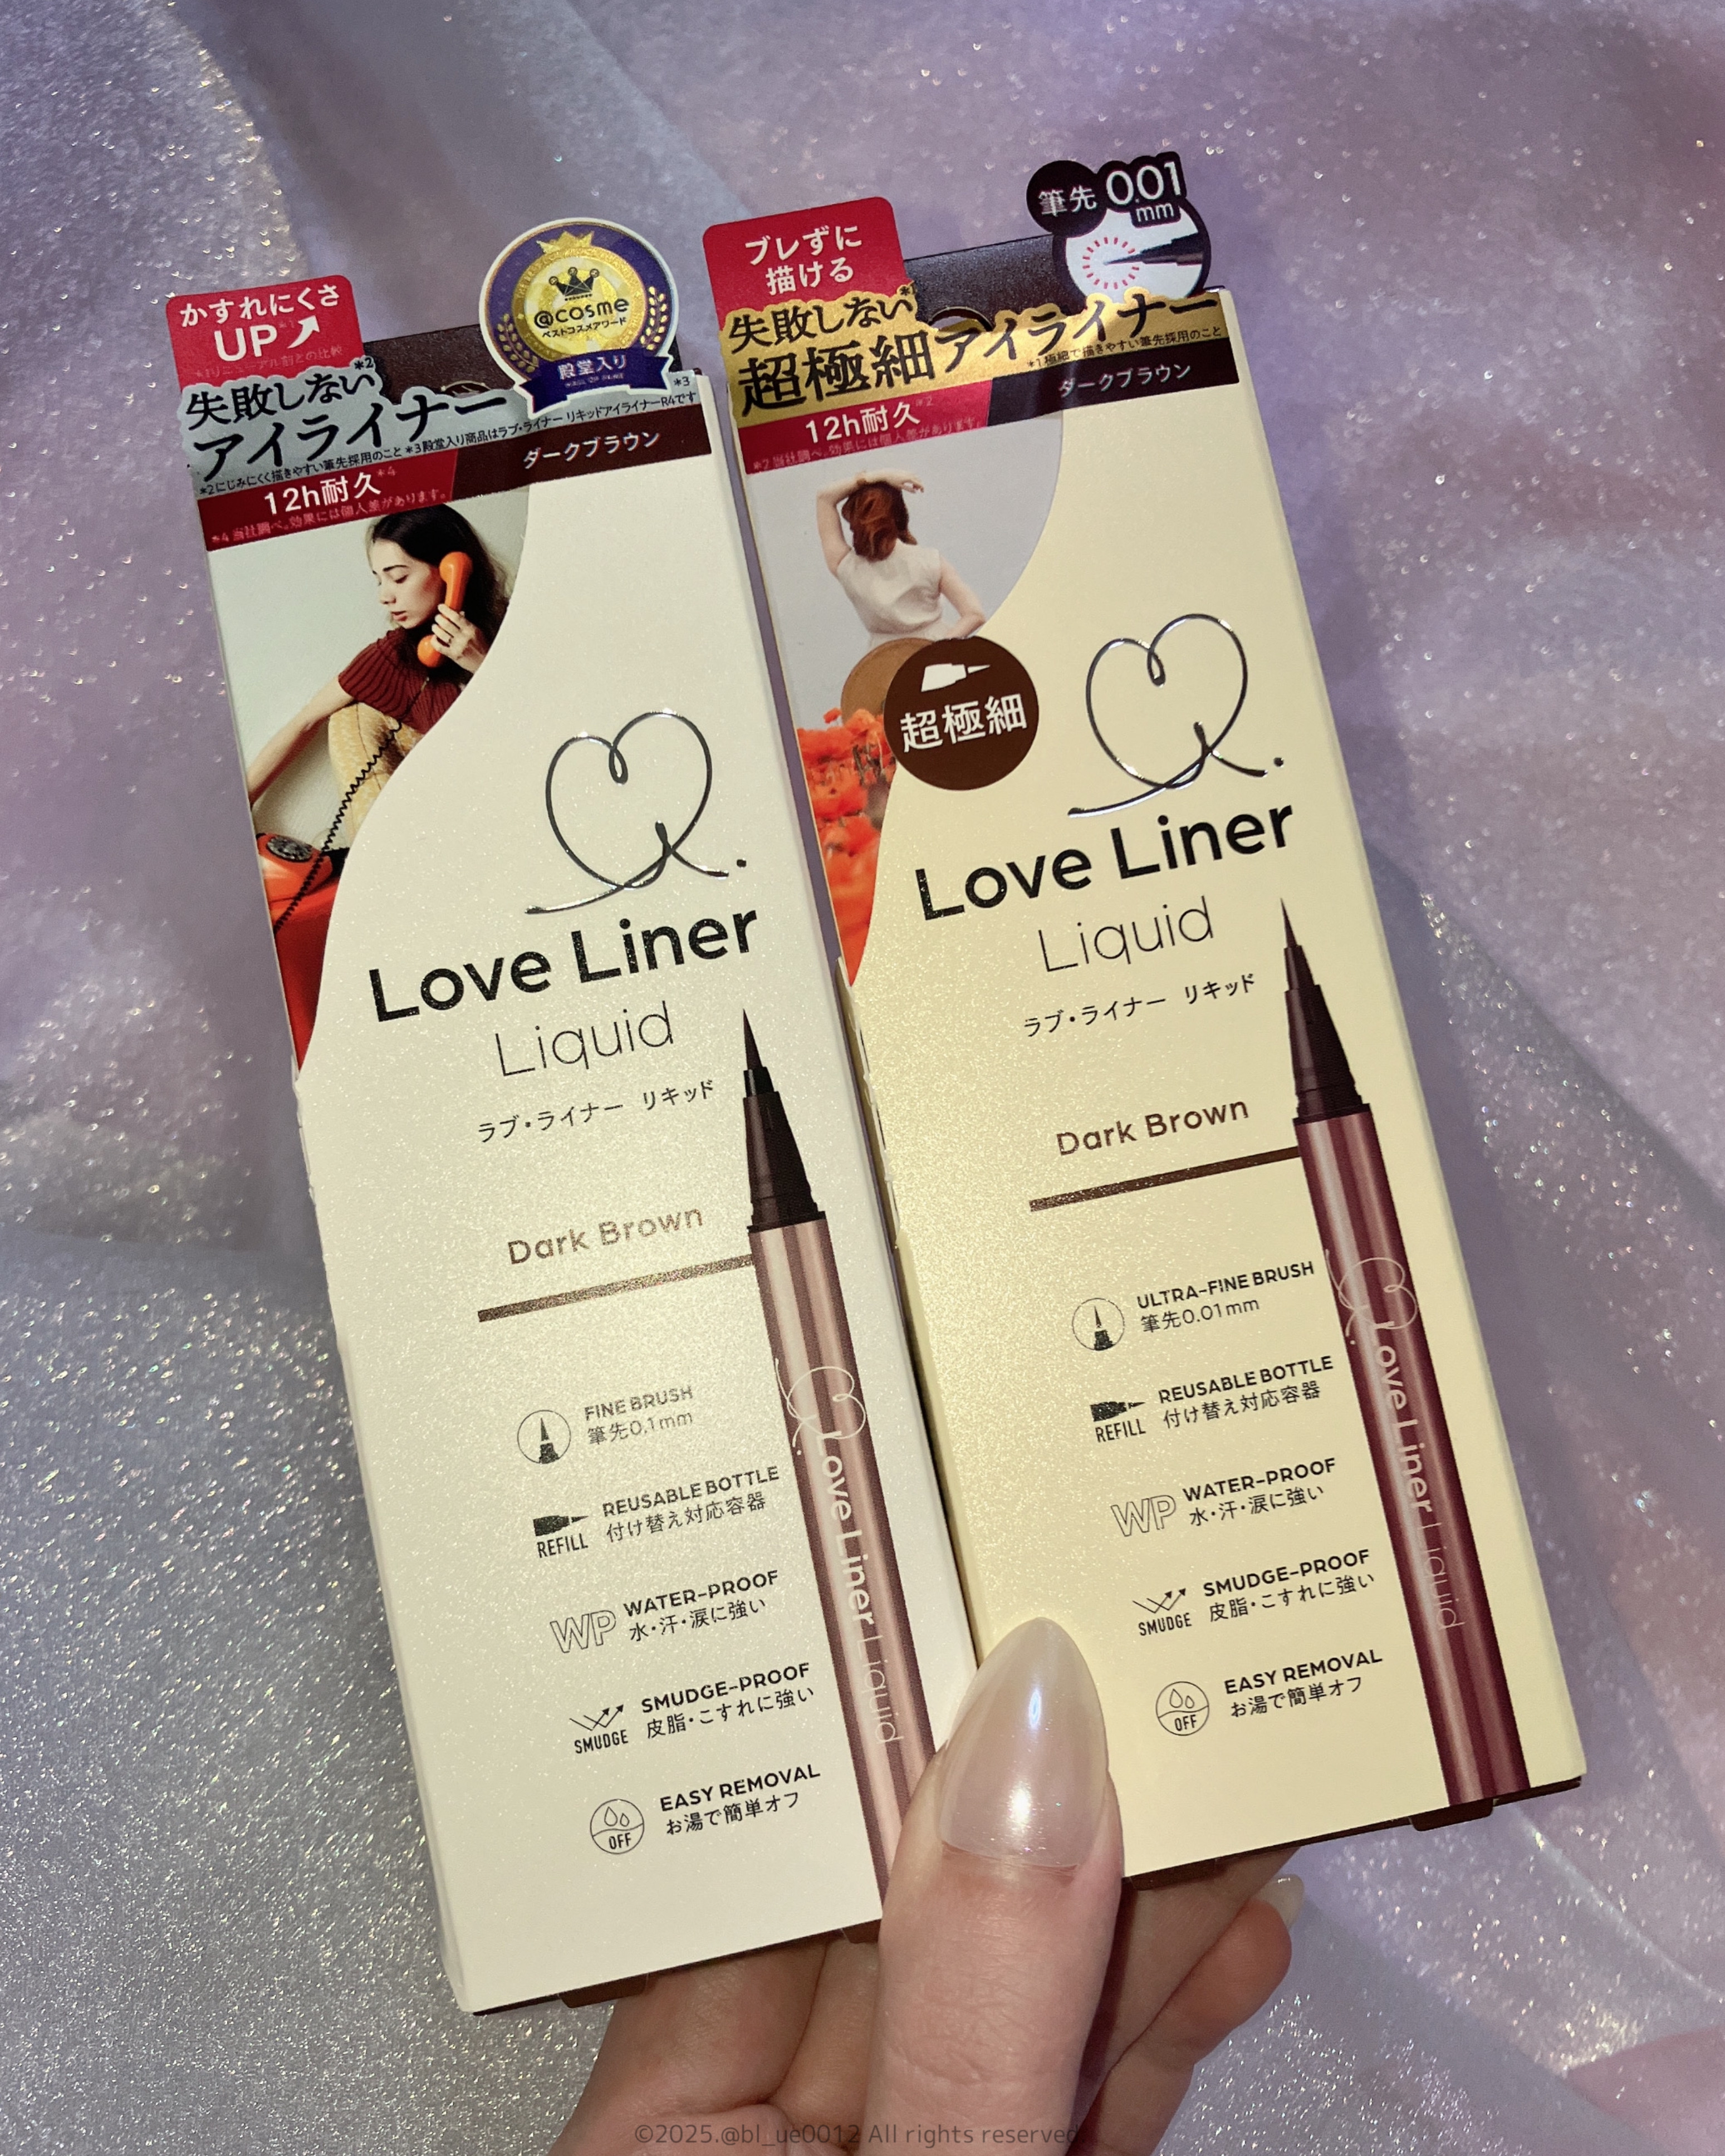 かすれにくさ
UP
*1リニューアル前との比較
@cosme
ベストコスメアワード
殿堂入り
HALL OF FAME
失敗しない*2
アイライナー
*3
*2にじみにくく描きやすい筆先採用のこと *3殿堂入り商品はラブ・ライナー リキッドアイライナーR4です
12h耐久*4
*4 当社調べ。効果には個人差があります。
ダークブラウン
Love Liner
Liquid
ラブ・ライナー リキッド
Dark Brown
FINE BRUSH
筆先0.1mm
REFILL
REUSABLE BOTTLE
付け替え対応容器
WP
WATER-PROOF
水・汗・涙に強い
SMUDGE
SMUDGE-PROOF
皮脂・こすれに強い
OFF
EASY REMOVAL
お湯で簡単オフ
Love Liner Liquid
ブレずに
描ける
筆先0.01
mm
失敗しない*1
超極細アイライナー
*1極細で描きやすい筆先採用のこと
12h耐久*2
*2 当社調べ。効果には個人差があります。
ダークブラウン
超極細
Love Liner
Liquid
ラブ・ライナー リキッド
Dark Brown
ULTRA-FINE BRUSH
筆先0.01mm
REFILL
REUSABLE BOTTLE
付け替え対応容器
WP
WATER-PROOF
水・汗・涙に強い
SMUDGE
SMUDGE-PROOF
皮脂・こすれに強い
OFF
EASY REMOVAL
お湯で簡単オフ
Love Liner Liquid
©2025.@bl_ue0012 All rights reserved.